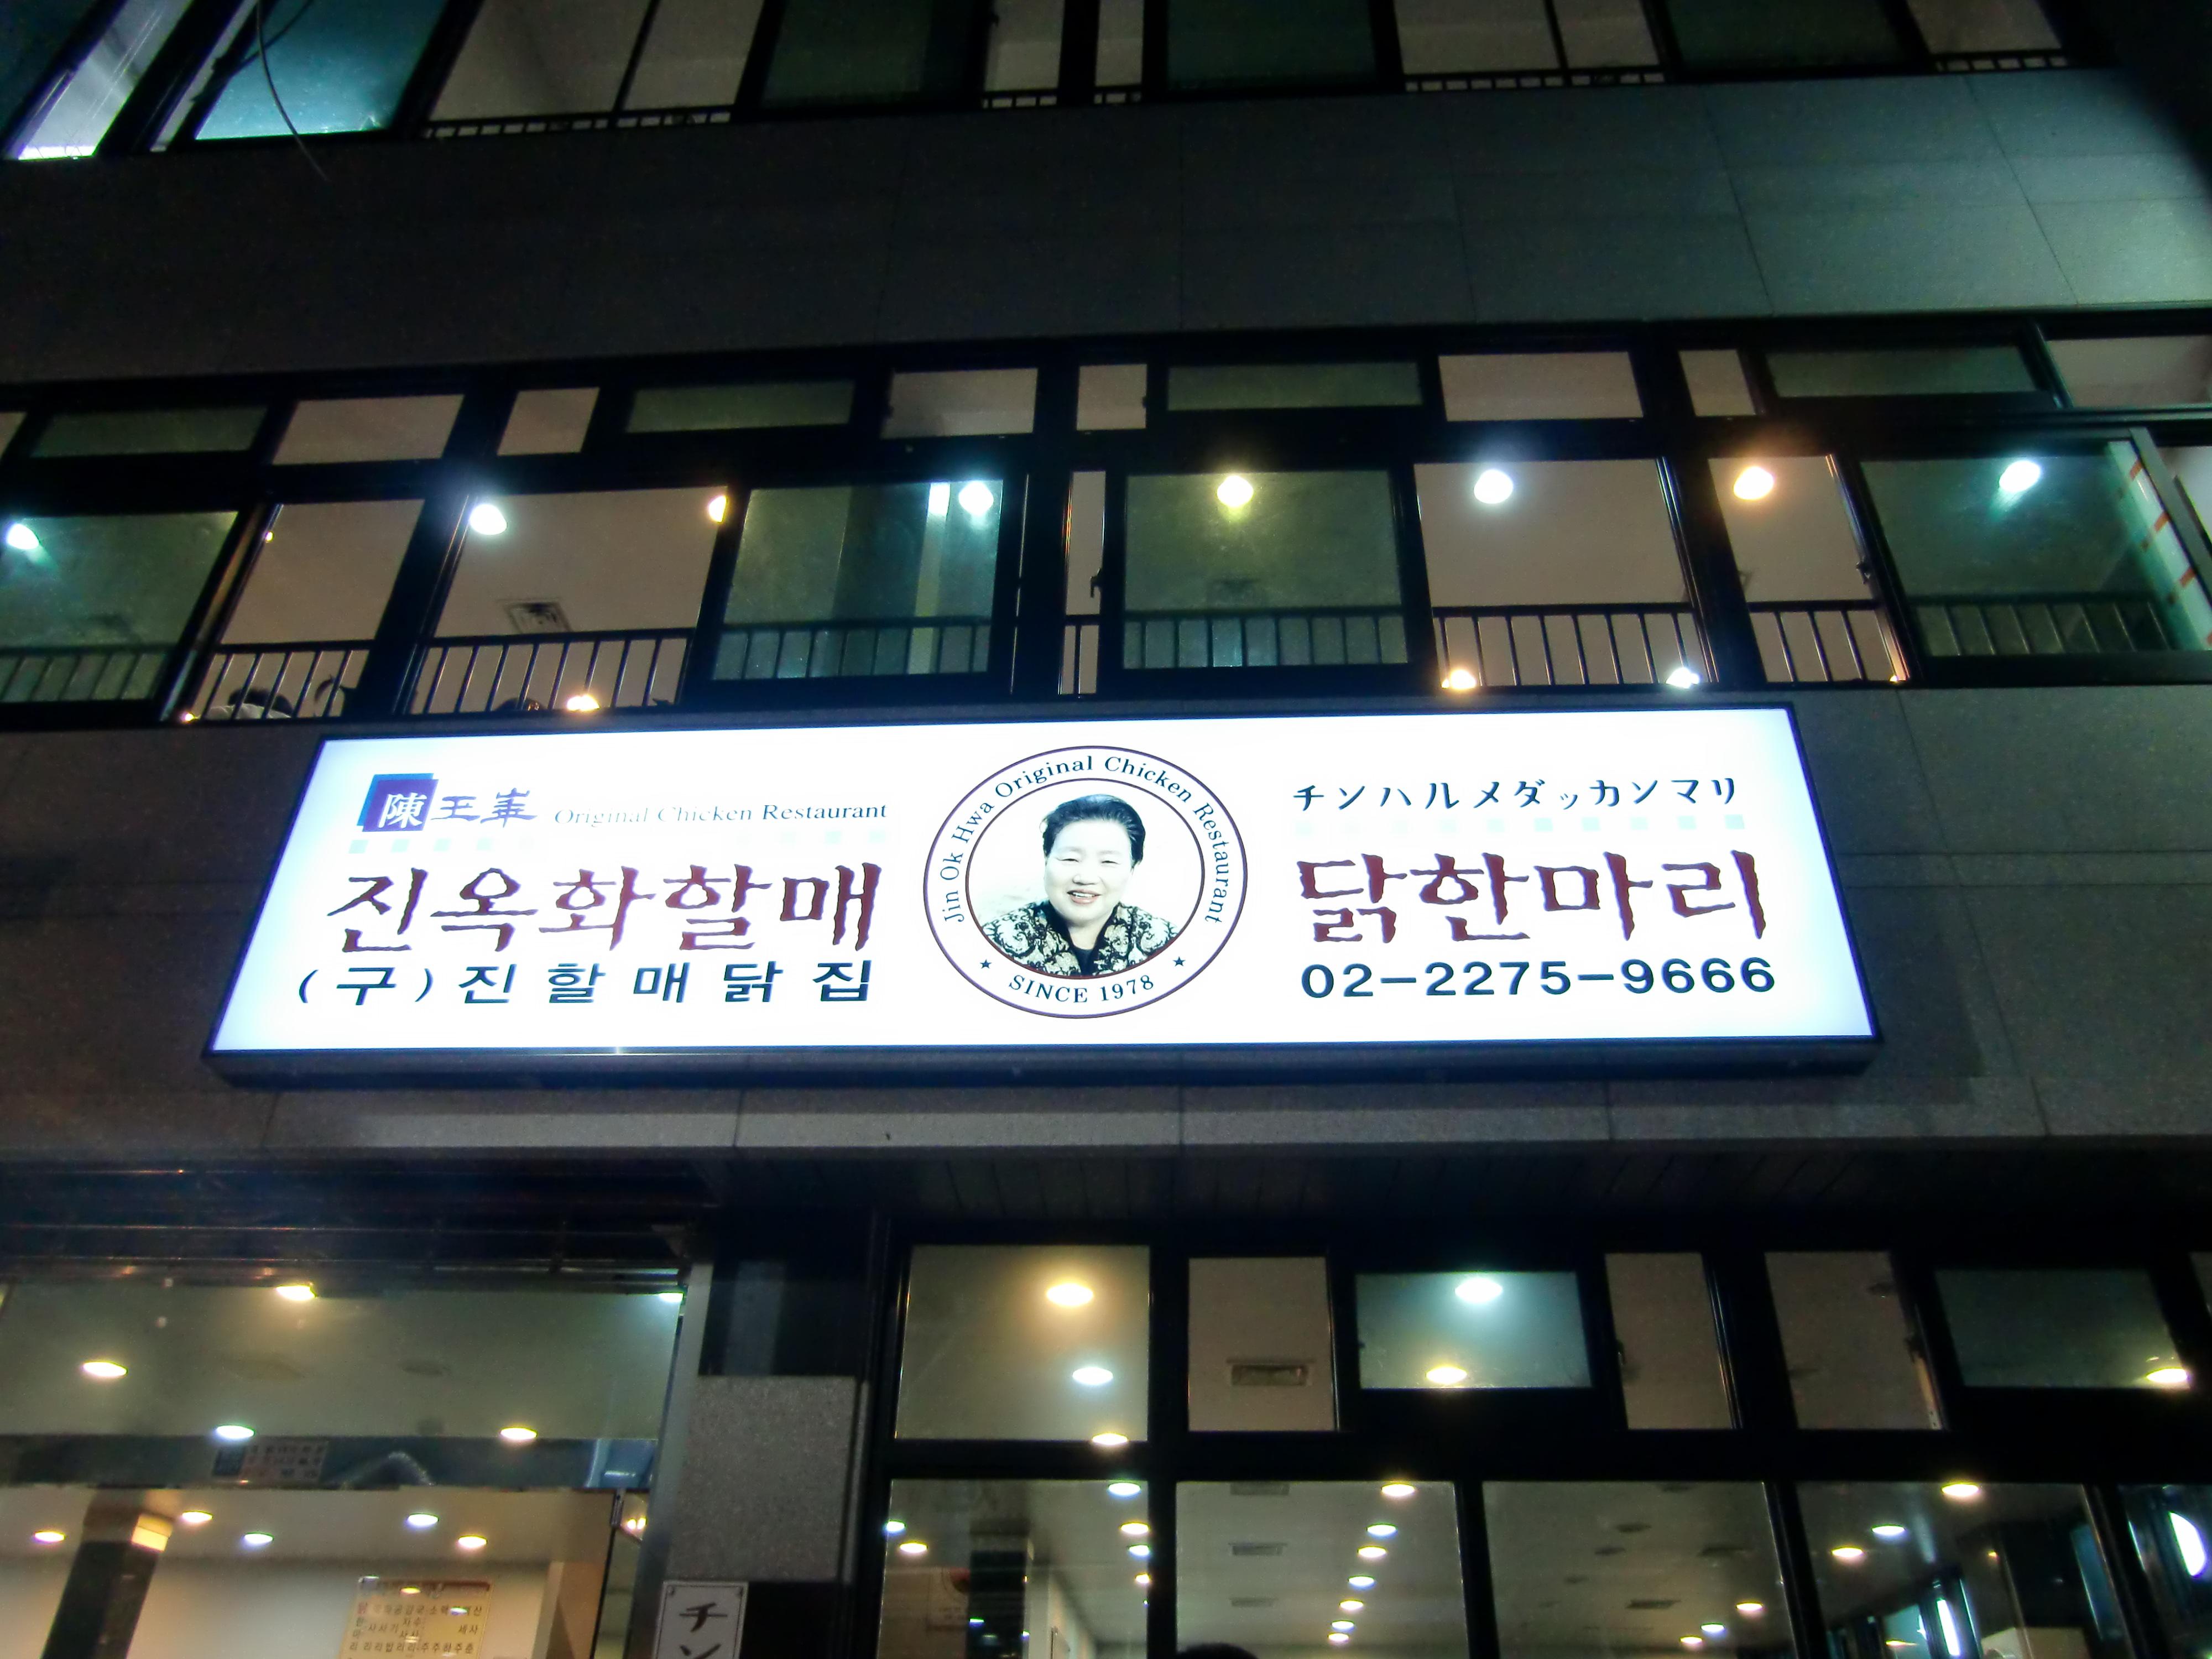 陳玉華 Original Chicken Restaurant
진옥화할매
(구)진할매닭집
Jin Ok Hwa Original Chicken Restaurant
★ SINCE 1978 ★
チンハルメダッカンマリ
닭한마리
02-2275-9666
チ
ン